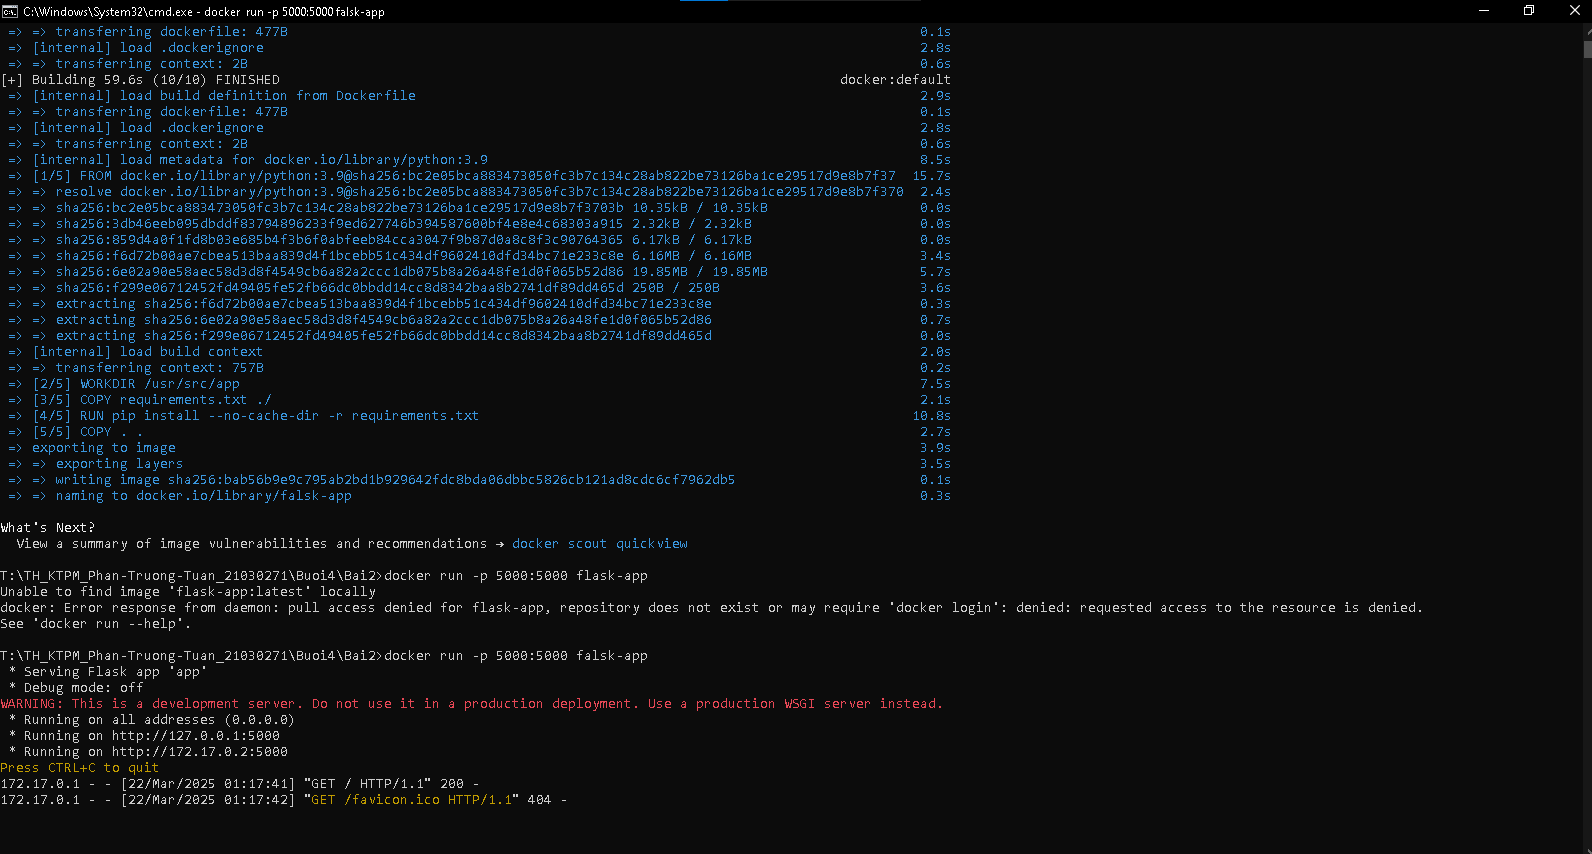 C:\Windows\System32\cmd.exe - docker run -p 5000:5000 falsk-app
=> => transferring dockerfile: 477B 0.1s
=> [internal] load .dockerignore 2.8s
=> => transferring context: 2B 0.6s
[+] Building 59.6s (10/10) FINISHED docker:default
=> [internal] load build definition from Dockerfile 2.9s
=> => transferring dockerfile: 477B 0.1s
=> [internal] load .dockerignore 2.8s
=> => transferring context: 2B 0.6s
=> [internal] load metadata for docker.io/library/python:3.9 8.5s
=> [1/5] FROM docker.io/library/python:3.9@sha256:bc2e05bca883473050fc3b7c134c28ab822be73126ba1ce29517d9e8b7f37 15.7s
=> => resolve docker.io/library/python:3.9@sha256:bc2e05bca883473050fc3b7c134c28ab822be73126ba1ce29517d9e8b7f370 2.4s
=> => sha256:bc2e05bca883473050fc3b7c134c28ab822be73126ba1ce29517d9e8b7f3703b 10.35kB / 10.35kB 0.0s
=> => sha256:3db46eeb095dbddf83794896233f9ed627746b394587600bf4e8e4c68303a915 2.32kB / 2.32kB 0.0s
=> => sha256:859d4a0f1fd8b03e685b4f3b6f0abfeeb84cca3047f9b87d0a8c8f3c90764365 6.17kB / 6.17kB 0.0s
=> => sha256:f6d72b00ae7cbea513baa839d4f1bcebb51c434df9602410dfd34bc71e233c8e 6.16MB / 6.16MB 3.4s
=> => sha256:6e02a90e58aec58d3d8f4549cb6a82a2ccc1db075b8a26a48fe1d0f065b52d86 19.85MB / 19.85MB 5.7s
=> => sha256:f299e06712452fd49405fe52fb66dc0bbdd14cc8d8342baa8b2741df89dd465d 250B / 250B 3.6s
=> => extracting sha256:f6d72b00ae7cbea513baa839d4f1bcebb51c434df9602410dfd34bc71e233c8e 0.3s
=> => extracting sha256:6e02a90e58aec58d3d8f4549cb6a82a2ccc1db075b8a26a48fe1d0f065b52d86 0.7s
=> => extracting sha256:f299e06712452fd49405fe52fb66dc0bbdd14cc8d8342baa8b2741df89dd465d 0.0s
=> [internal] load build context 2.0s
=> => transferring context: 757B 0.2s
=> [2/5] WORKDIR /usr/src/app 7.5s
=> [3/5] COPY requirements.txt ./ 2.1s
=> [4/5] RUN pip install --no-cache-dir -r requirements.txt 10.8s
=> [5/5] COPY . . 2.7s
=> exporting to image 3.9s
=> => exporting layers 3.5s
=> => writing image sha256:bab56b9e9c795ab2bd1b929642fdc8bda06dbbc5826cb121ad8cdc6cf7962db5 0.1s
=> => naming to docker.io/library/falsk-app 0.3s
What's Next?
View a summary of image vulnerabilities and recommendations → docker scout quickview
T:\TH_KTPM_Phan-Truong-Tuan_21030271\Buoi4\Bai2>docker run -p 5000:5000 flask-app
Unable to find image 'flask-app:latest' locally
docker: Error response from daemon: pull access denied for flask-app, repository does not exist or may require 'docker login': denied: requested access to the resource is denied.
See 'docker run --help'.
T:\TH_KTPM_Phan-Truong-Tuan_21030271\Buoi4\Bai2>docker run -p 5000:5000 falsk-app
* Serving Flask app 'app'
* Debug mode: off
WARNING: This is a development server. Do not use it in a production deployment. Use a production WSGI server instead.
* Running on all addresses (0.0.0.0)
* Running on http://127.0.0.1:5000
* Running on http://172.17.0.2:5000
Press CTRL+C to quit
172.17.0.1 - - [22/Mar/2025 01:17:41] "GET / HTTP/1.1" 200 -
172.17.0.1 - - [22/Mar/2025 01:17:42] "GET /favicon.ico HTTP/1.1" 404 -